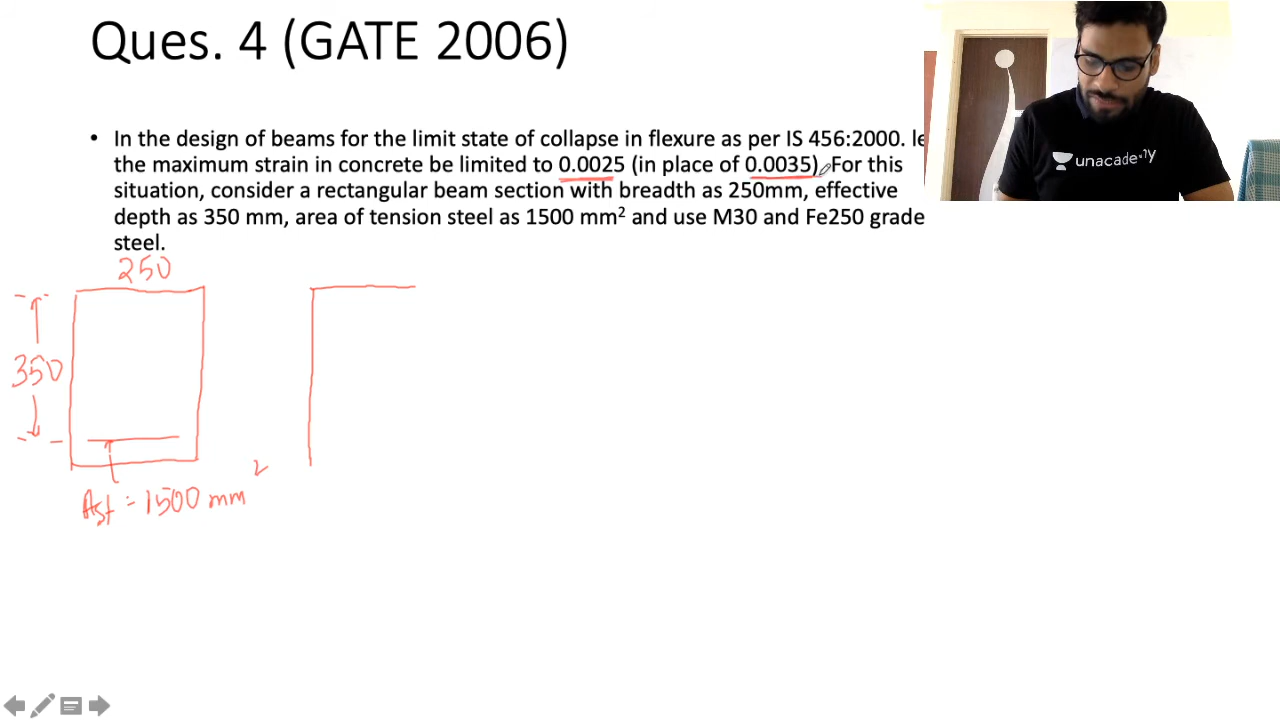 Ques. 4 (GATE 2006)
• In the design of beams for the limit state of collapse in flexure as per IS 456:2000. le
the maximum strain in concrete be limited to 0.0025 (in place of 0.0035). For this
situation, consider a rectangular beam section with breadth as 250mm, effective
depth as 350 mm, area of tension steel as 1500 mm² and use M30 and Fe250 grade
steel.
unacademy
250
350
Ast = 1500 mm²